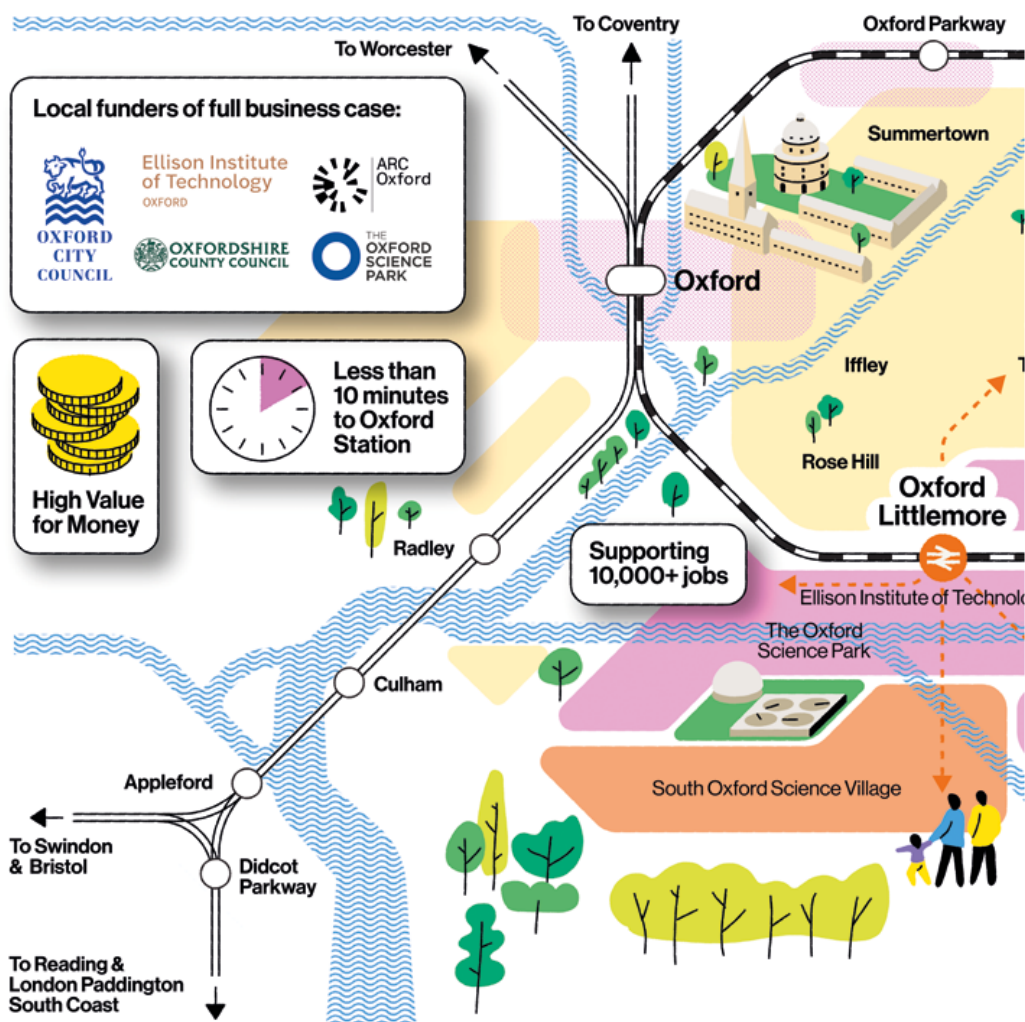 To Worcester
To Coventry
Oxford Parkway
Local funders of full business case:
OXFORD
CITY
COUNCIL
Ellison Institute
of Technology
OXFORD
ARC
Oxford
OXFORDSHIRE
COUNTY COUNCIL
THE
OXFORD
SCIENCE
PARK
Summertown
Oxford
High Value
for Money
Less than
10 minutes
to Oxford
Station
Iffley
Rose Hill
Oxford
Littlemore
Radley
Supporting
10,000+ jobs
Ellison Institute of Technolo
The Oxford
Science Park
Culham
Appleford
South Oxford Science Village
To Swindon
& Bristol
Didcot
Parkway
To Reading &
London Paddington
South Coast